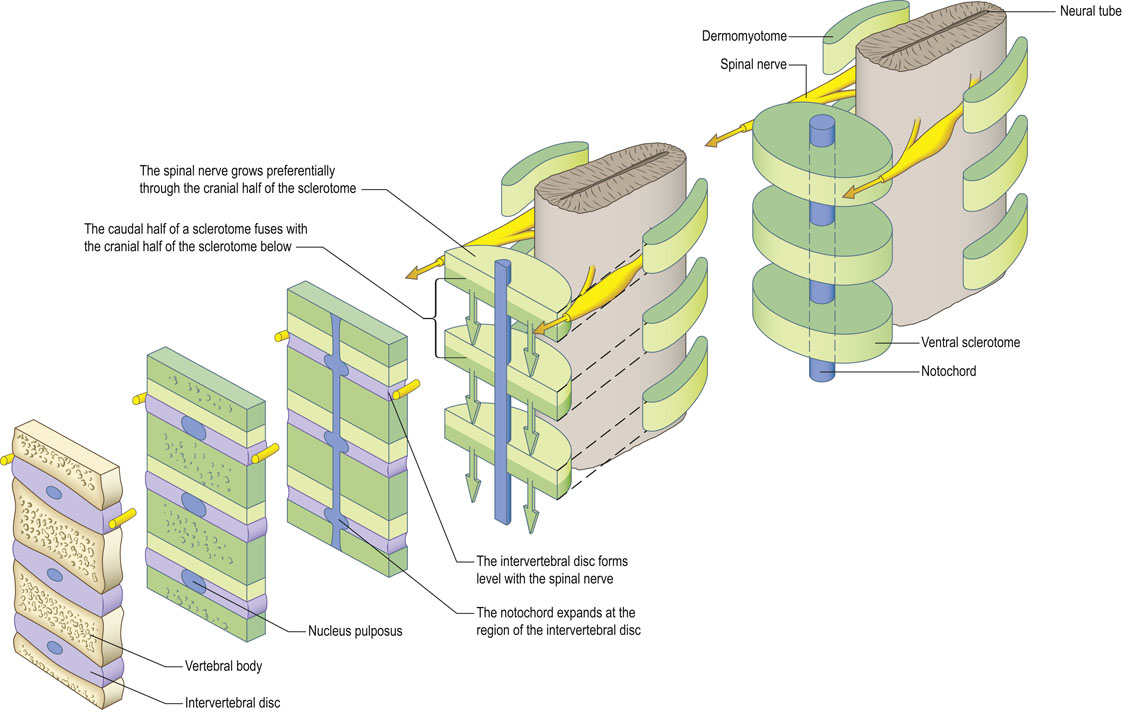 Neural tube
Dermomyotome
Spinal nerve
The spinal nerve grows preferentially
through the cranial half of the sclerotome
The caudal half of a sclerotome fuses with
the cranial half of the sclerotome below
Ventral sclerotome
Notochord
The intervertebral disc forms
level with the spinal nerve
The notochord expands at the
region of the intervertebral disc
Nucleus pulposus
Vertebral body
Intervertebral disc